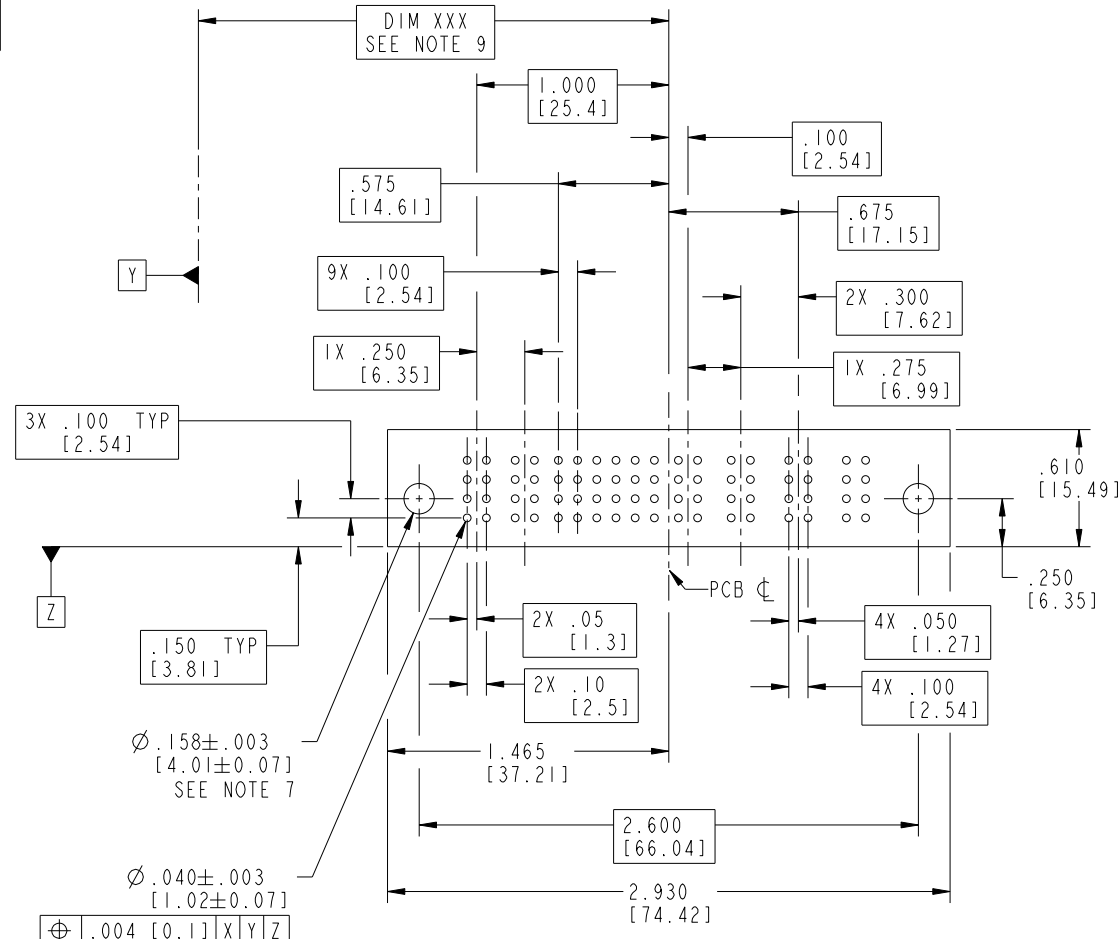 DIM XXX
SEE NOTE 9
1.000
[25.4]
.100
[2.54]
.575
[14.61]
.675
[17.15]
Y
9X .100
[2.54]
2X .300
[7.62]
1X .250
[6.35]
1X .275
[6.99]
3X .100 TYP
[2.54]
.610
[15.49]
Z
PCB ℄
.250
[6.35]
.150 TYP
[3.81]
2X .05
[1.3]
4X .050
[1.27]
2X .10
[2.5]
4X .100
[2.54]
Ø.158±.003
[4.01±0.07]
SEE NOTE 7
1.465
[37.21]
2.600
[66.04]
Ø.040±.003
[1.02±0.07]
⌖ .004 [0.1] X Y Z
2.930
[74.42]